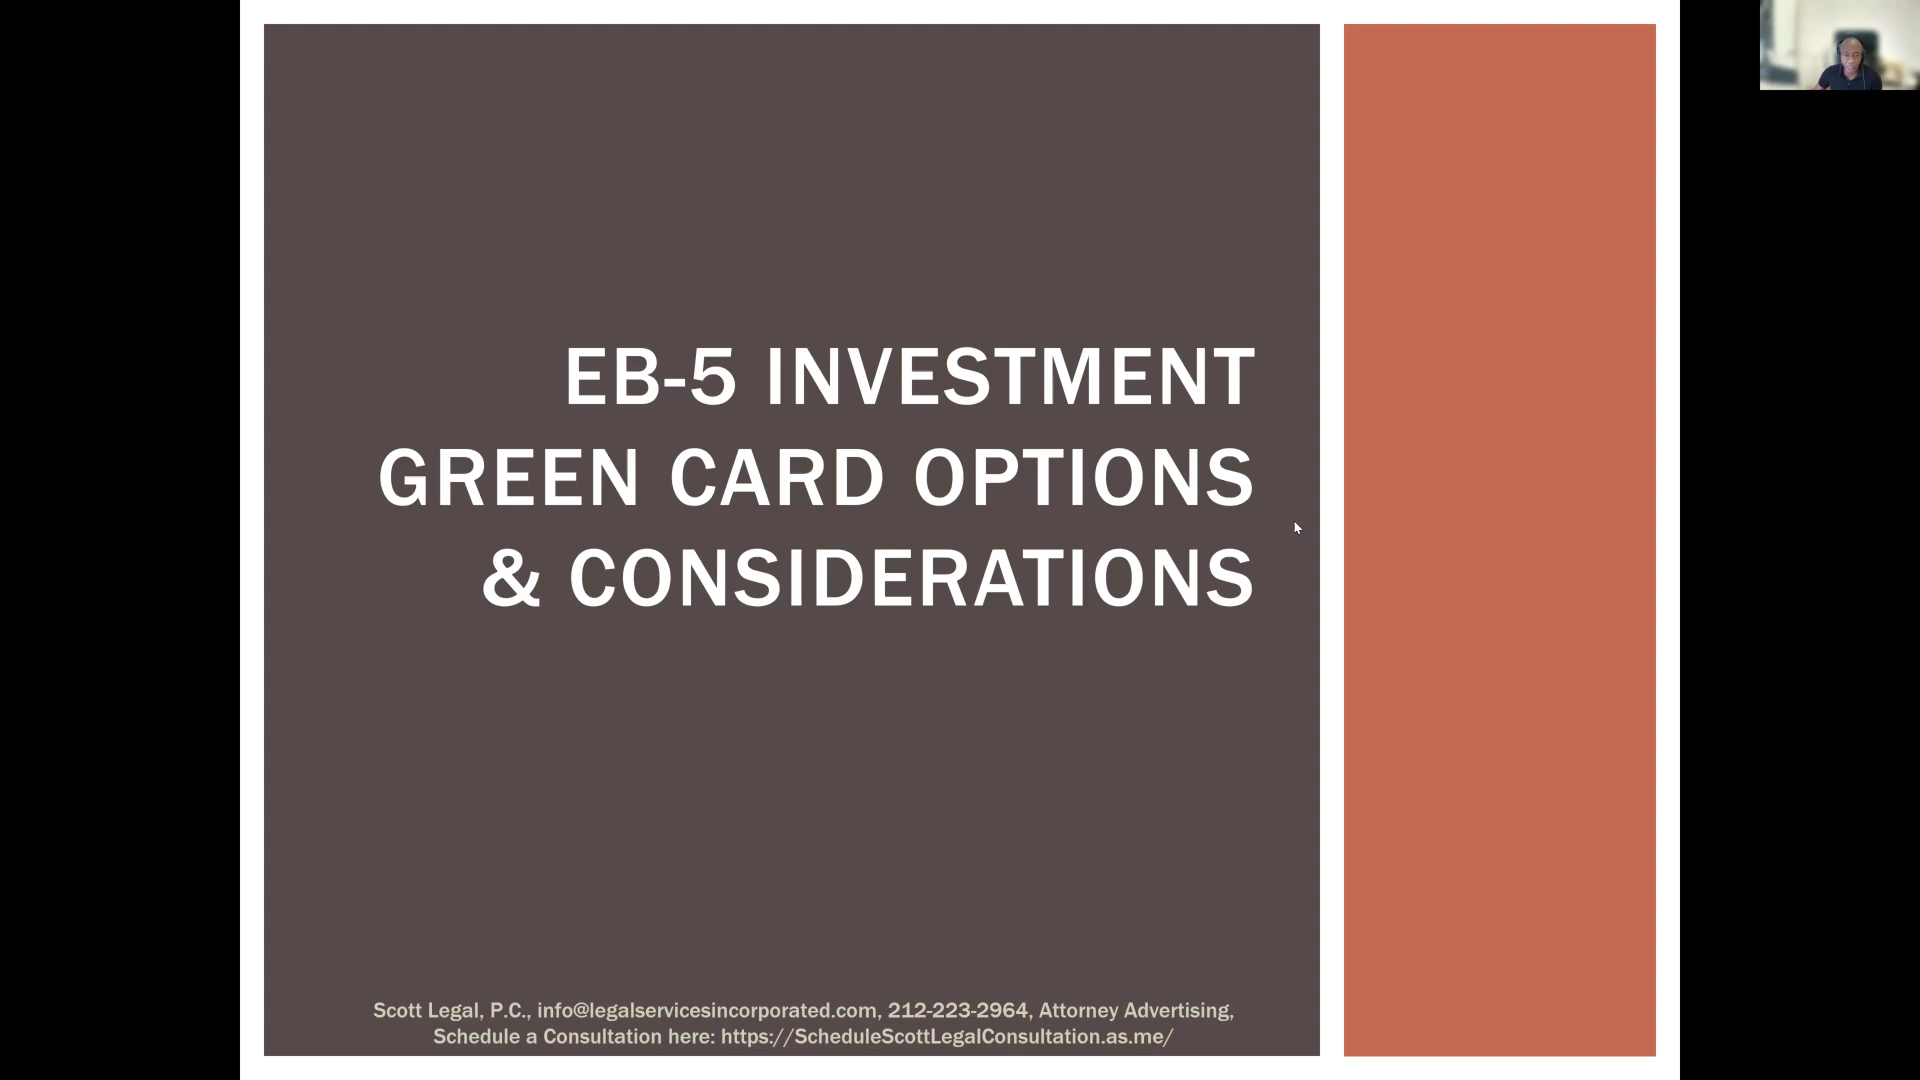 EB-5 INVESTMENT
GREEN CARD OPTIONS
& CONSIDERATIONS
Scott Legal, P.C., info@legalservicesincorporated.com, 212-223-2964, Attorney Advertising,
Schedule a Consultation here: https://ScheduleScottLegalConsultation.as.me/